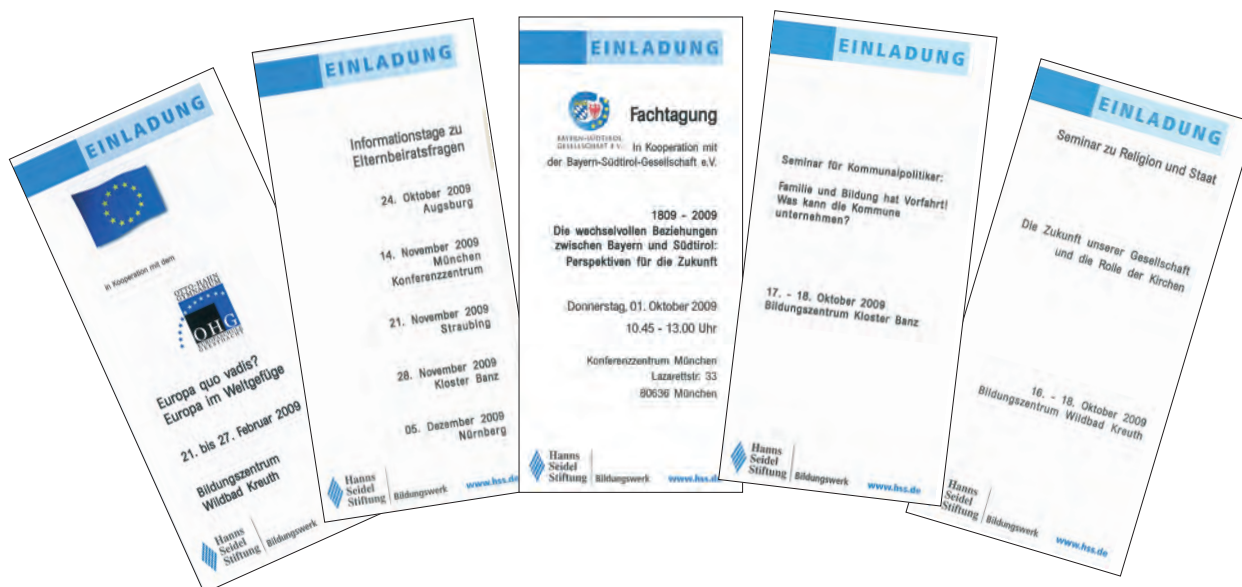 EINLADUNG
In Kooperation mit dem
OTTO-HAHN
GYMNASIUM
OHG
Europa quo vadis?
Europa im Weltgefüge
21. bis 27. Februar 2009
Bildungszentrum
Wildbad Kreuth
Hanns
Seidel
Stiftung
Bildungswerk
EINLADUNG
Informationstage zu
Elternbeiratsfragen
24. Oktober 2009
Augsburg
14. November 2009
München
Konferenzzentrum
21. November 2009
Straubing
28. November 2009
Kloster Banz
05. Dezember 2009
Nürnberg
Hanns
Seidel
Stiftung
Bildungswerk
www.hss.de
EINLADUNG
Fachtagung
BAYERN-SÜDTIROL
GESELLSCHAFT e.V.
In Kooperation mit
der Bayern-Südtirol-Gesellschaft e.V.
1809 - 2009
Die wechselvollen Beziehungen
zwischen Bayern und Südtirol:
Perspektiven für die Zukunft
Donnerstag, 01. Oktober 2009
10.45 - 13.00 Uhr
Konferenzzentrum München
Lazarettstr. 33
80636 München
Hanns
Seidel
Stiftung
Bildungswerk
www.hss.de
EINLADUNG
Seminar für Kommunalpolitiker:
Familie und Bildung hat Vorfahrt!
Was kann die Kommune
unternehmen?
17. - 18. Oktober 2009
Bildungszentrum Kloster Banz
Hanns
Seidel
Stiftung
Bildungswerk
www.hss.de
EINLADUNG
Seminar zu Religion und Staat
Die Zukunft unserer Gesellschaft
und die Rolle der Kirchen
16. - 18. Oktober 2009
Bildungszentrum Wildbad Kreuth
Hanns
Seidel
Stiftung
Bildungswerk
www.hss.de